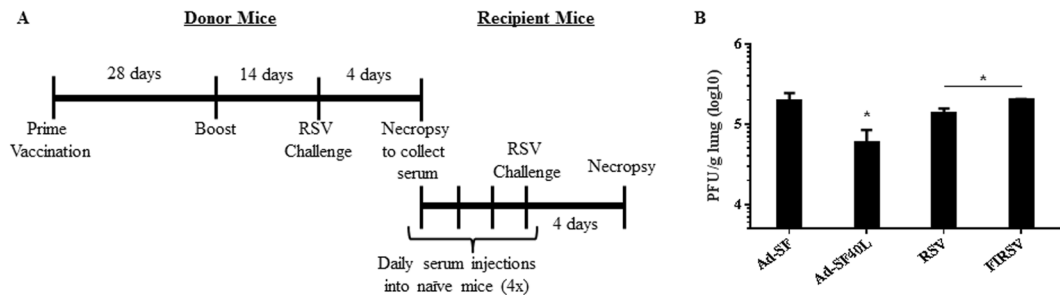 A
Donor Mice
Recipient Mice
28 days
14 days
4 days
Prime
Vaccination
Boost
RSV
Challenge
Necropsy
to collect
serum
RSV
Challenge
Necropsy
4 days
Daily serum injections
into naïve mice (4x)
B
PFU/g lung (log10)
6
5
4
*
*
Ad-SF
Ad-SF40L
RSV
FIRSV